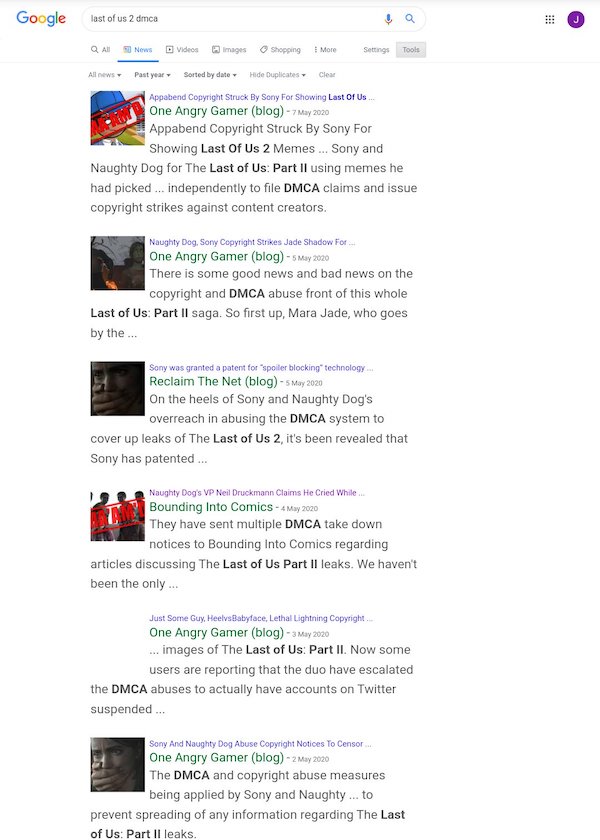 Google
last of us 2 dmca
J
All News Videos Images Shopping More Settings Tools
All news Past year Sorted by date Hide Duplicates Clear
Appabend Copyright Struck By Sony For Showing Last Of Us ...
One Angry Gamer (blog) - 7 May 2020
Appabend Copyright Struck By Sony For
Showing Last Of Us 2 Memes ... Sony and
Naughty Dog for The Last of Us: Part II using memes he
had picked ... independently to file DMCA claims and issue
copyright strikes against content creators.
Naughty Dog, Sony Copyright Strikes Jade Shadow For ...
One Angry Gamer (blog) - 5 May 2020
There is some good news and bad news on the
copyright and DMCA abuse front of this whole
Last of Us: Part II saga. So first up, Mara Jade, who goes
by the ...
Sony was granted a patent for "spoiler blocking" technology ...
Reclaim The Net (blog) - 5 May 2020
On the heels of Sony and Naughty Dog's
overreach in abusing the DMCA system to
cover up leaks of The Last of Us 2, it's been revealed that
Sony has patented ...
Naughty Dog's VP Neil Druckmann Claims He Cried While ...
Bounding Into Comics - 4 May 2020
They have sent multiple DMCA take down
notices to Bounding Into Comics regarding
articles discussing The Last of Us Part II leaks. We haven't
been the only ...
Just Some Guy, HeelvsBabyface, Lethal Lightning Copyright ...
One Angry Gamer (blog) - 3 May 2020
... images of The Last of Us: Part II. Now some
users are reporting that the duo have escalated
the DMCA abuses to actually have accounts on Twitter
suspended ...
Sony And Naughty Dog Abuse Copyright Notices To Censor ...
One Angry Gamer (blog) - 2 May 2020
The DMCA and copyright abuse measures
being applied by Sony and Naughty ... to
prevent spreading of any information regarding The Last
of Us: Part II leaks.